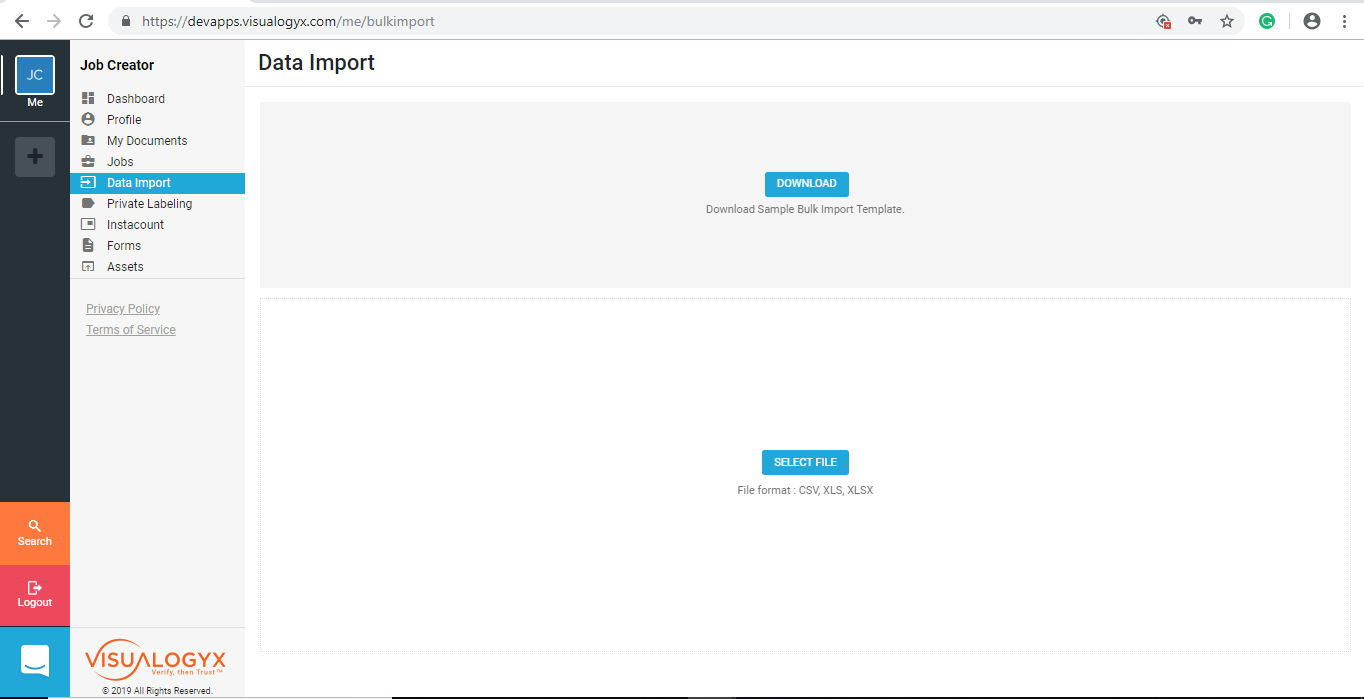 https://devapps.visualogyx.com/me/bulkimport
JC
Me
Search
Logout
Job Creator
Dashboard
Profile
My Documents
Jobs
Data Import
Private Labeling
Instacount
Forms
Assets
Privacy Policy
Terms of Service
VISUALOGYX
Verify, then Trust™
© 2019 All Rights Reserved.
Data Import
DOWNLOAD
Download Sample Bulk Import Template.
SELECT FILE
File format : CSV, XLS, XLSX